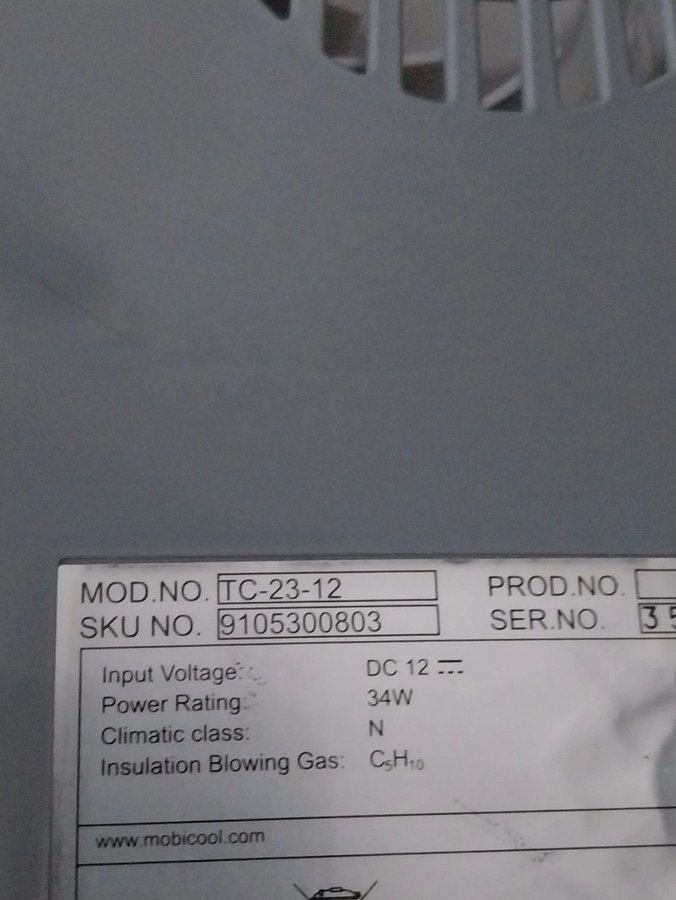 MOD.NO. TC-23-12 PROD.NO.
SKU NO. 9105300803 SER.NO. 35
Input Voltage: DC 12 ⎓
Power Rating: 34W
Climatic class: N
Insulation Blowing Gas: C₅H₁₀
www.mobicool.com